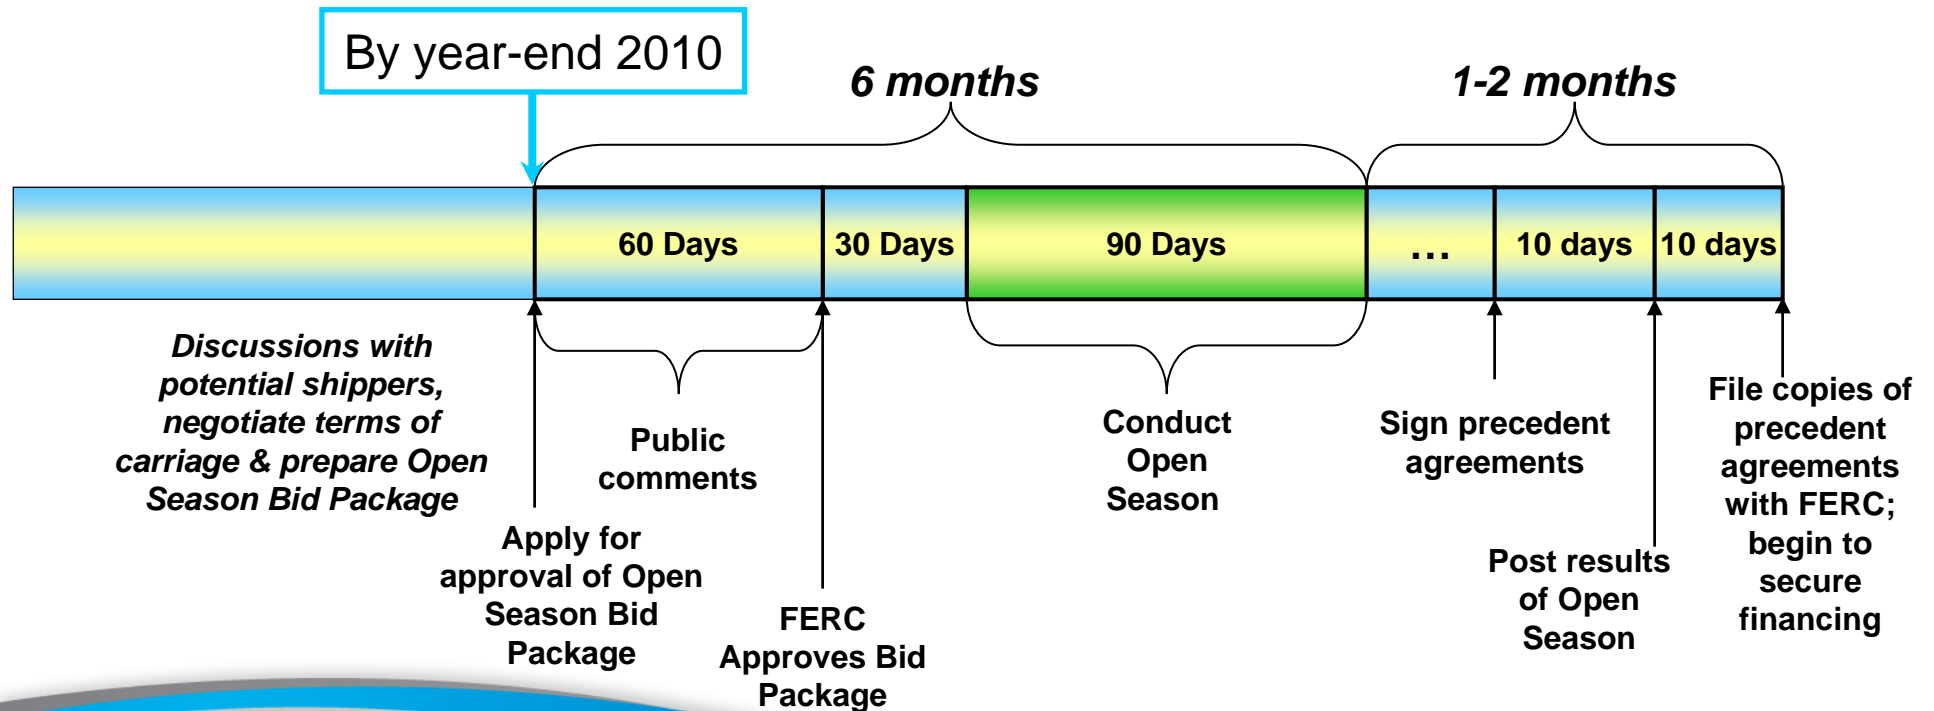 By year-end 2010
6 months
1-2 months
60 Days
30 Days
90 Days
...
10 days
10 days
Discussions with
potential shippers,
negotiate terms of
carriage & prepare Open
Season Bid Package
Public
comments
Apply for
approval of Open
Season Bid
Package
FERC
Approves Bid
Package
Conduct
Open
Season
Sign precedent
agreements
Post results
of Open
Season
File copies of
precedent
agreements
with FERC;
begin to
secure
financing